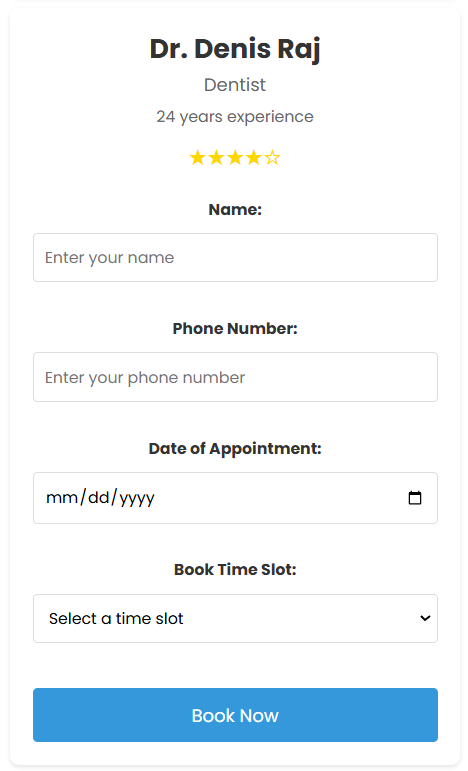 Dr. Denis Raj
Dentist
24 years experience
★★★★☆
Name:
Enter your name
Phone Number:
Enter your phone number
Date of Appointment:
mm/dd/yyyy
Book Time Slot:
Select a time slot
Book Now